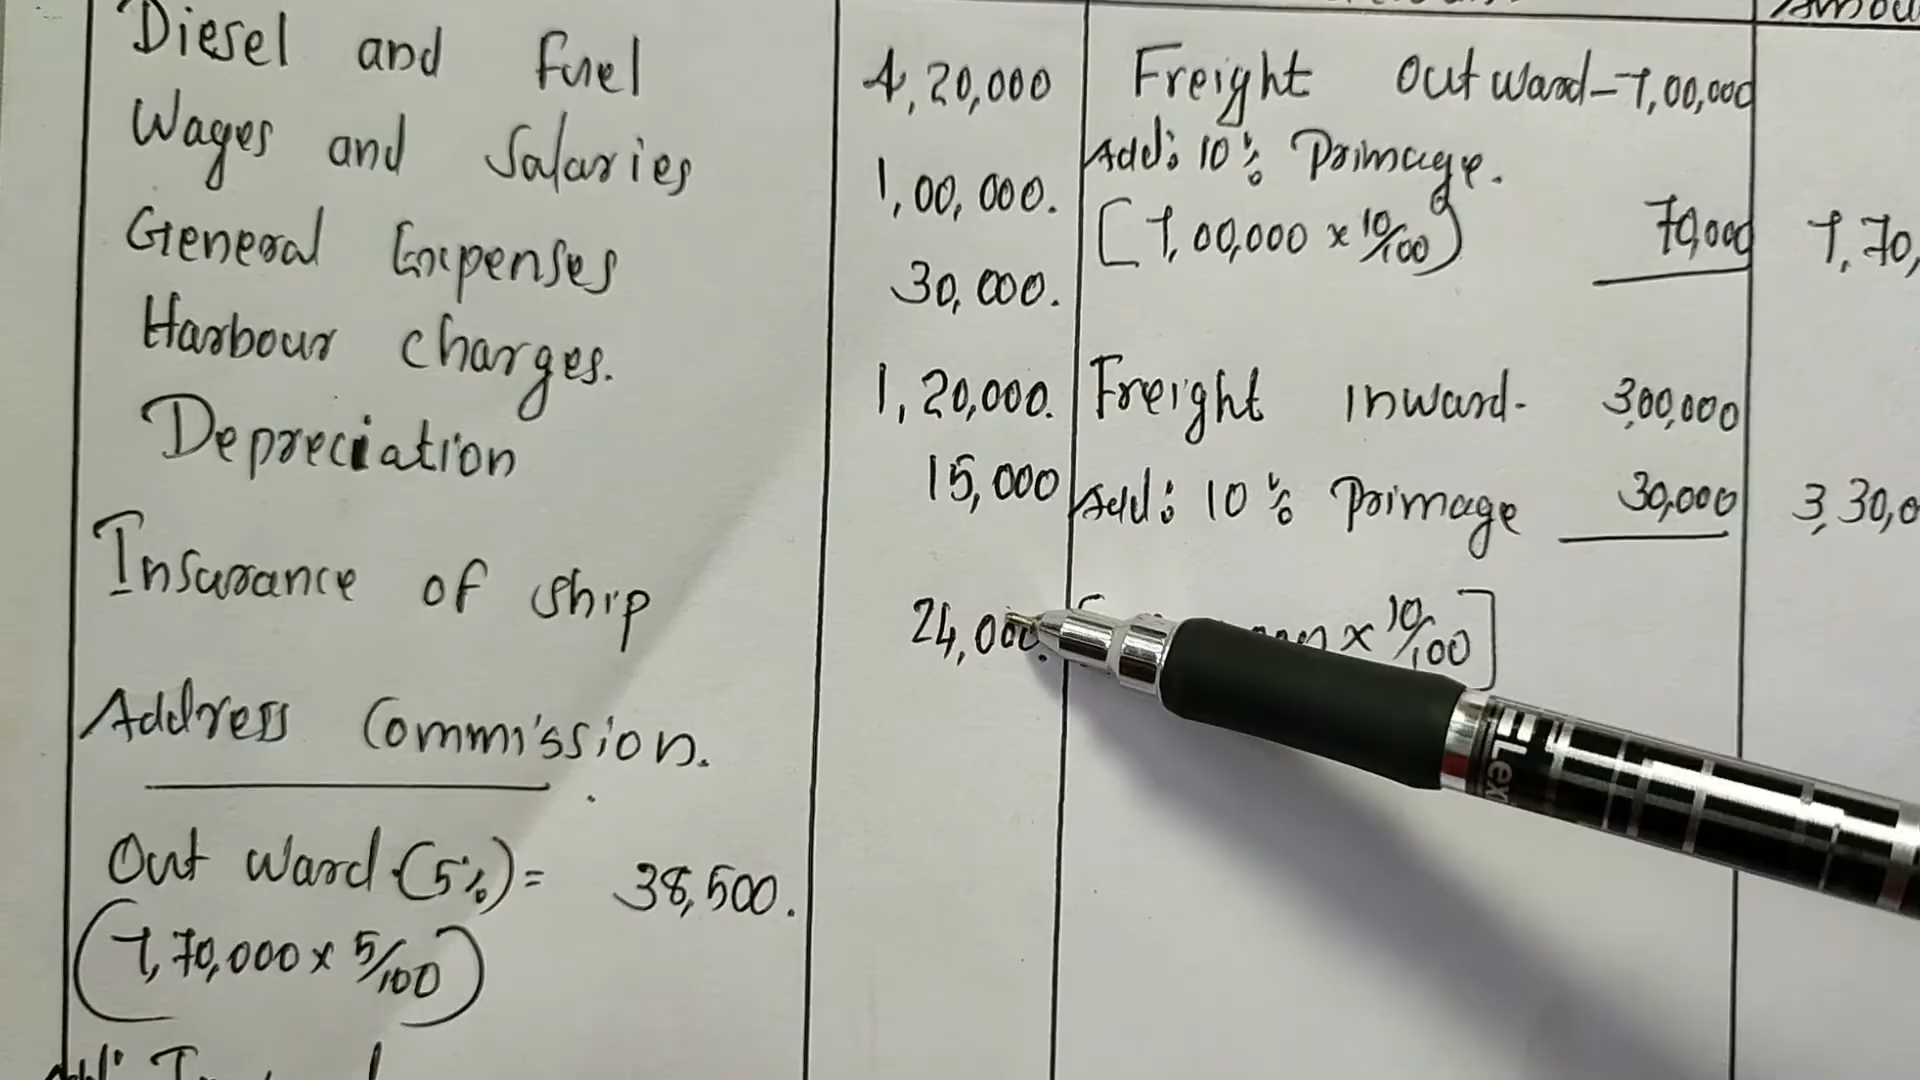 Diesel and fuel 4,20,000
Wages and Salaries 1,00,000.
General Expenses 30,000.
Harbour charges. 1,20,000.
Depreciation 15,000
Insurance of ship 24,000.
Address Commission.
Out ward (5%) = 38,500.
(7,70,000 x 5/100)
Add:
Freight Out ward - 7,00,000
Add: 10% Primage.
[7,00,000 x 10/100] 70,000 7,70,
Freight Inward - 3,00,000
Add: 10% Primage 30,000 3,30,0
x 10/100]